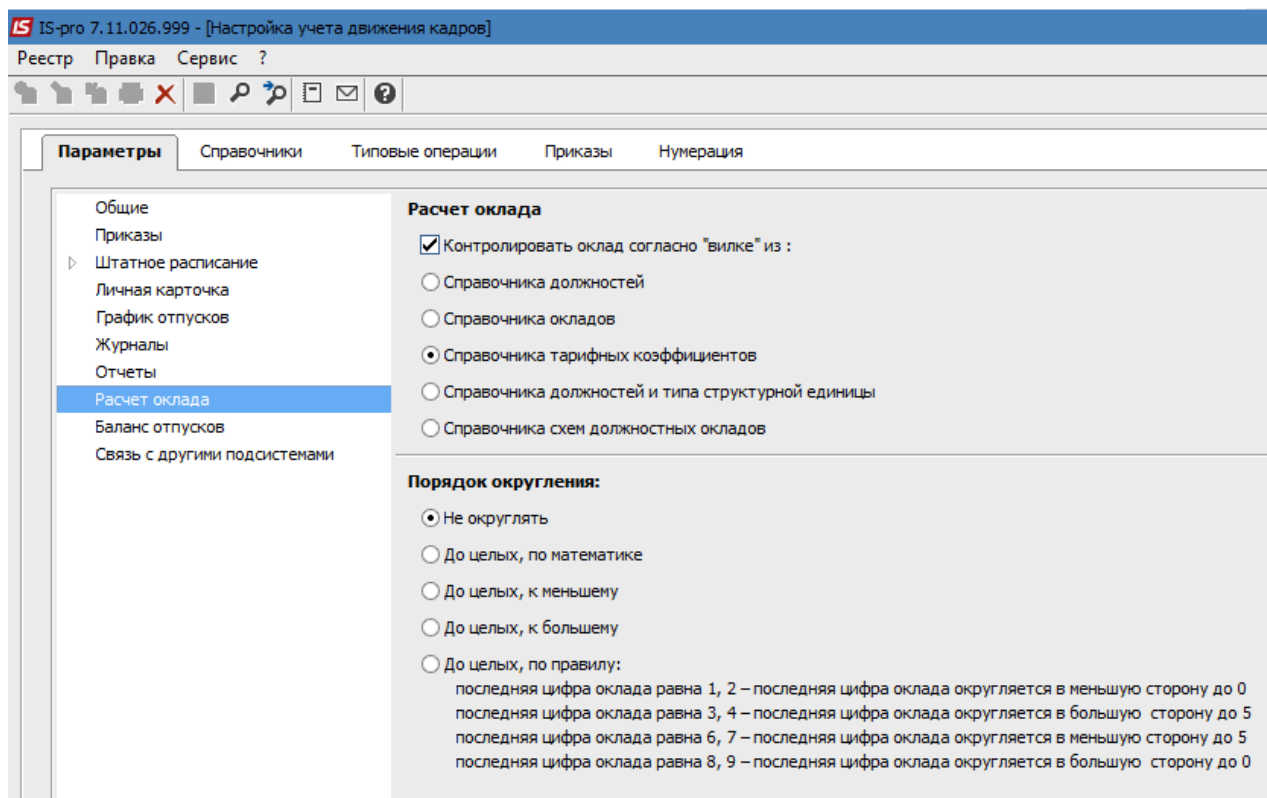 IS IS-pro 7.11.026.999 - [Настройка учета движения кадров]
Реестр Правка Сервис ?
Параметры Справочники Типовые операции Приказы Нумерация
Общие
Приказы
Штатное расписание
Личная карточка
График отпусков
Журналы
Отчеты
Расчет оклада
Баланс отпусков
Связь с другими подсистемами
Расчет оклада
Контролировать оклад согласно "вилке" из :
Справочника должностей
Справочника окладов
Справочника тарифных коэффициентов
Справочника должностей и типа структурной единицы
Справочника схем должностных окладов
Порядок округления:
Не округлять
До целых, по математике
До целых, к меньшему
До целых, к большему
До целых, по правилу:
последняя цифра оклада равна 1, 2 – последняя цифра оклада округляется в меньшую сторону до 0
последняя цифра оклада равна 3, 4 – последняя цифра оклада округляется в большую сторону до 5
последняя цифра оклада равна 6, 7 – последняя цифра оклада округляется в меньшую сторону до 5
последняя цифра оклада равна 8, 9 – последняя цифра оклада округляется в большую сторону до 0